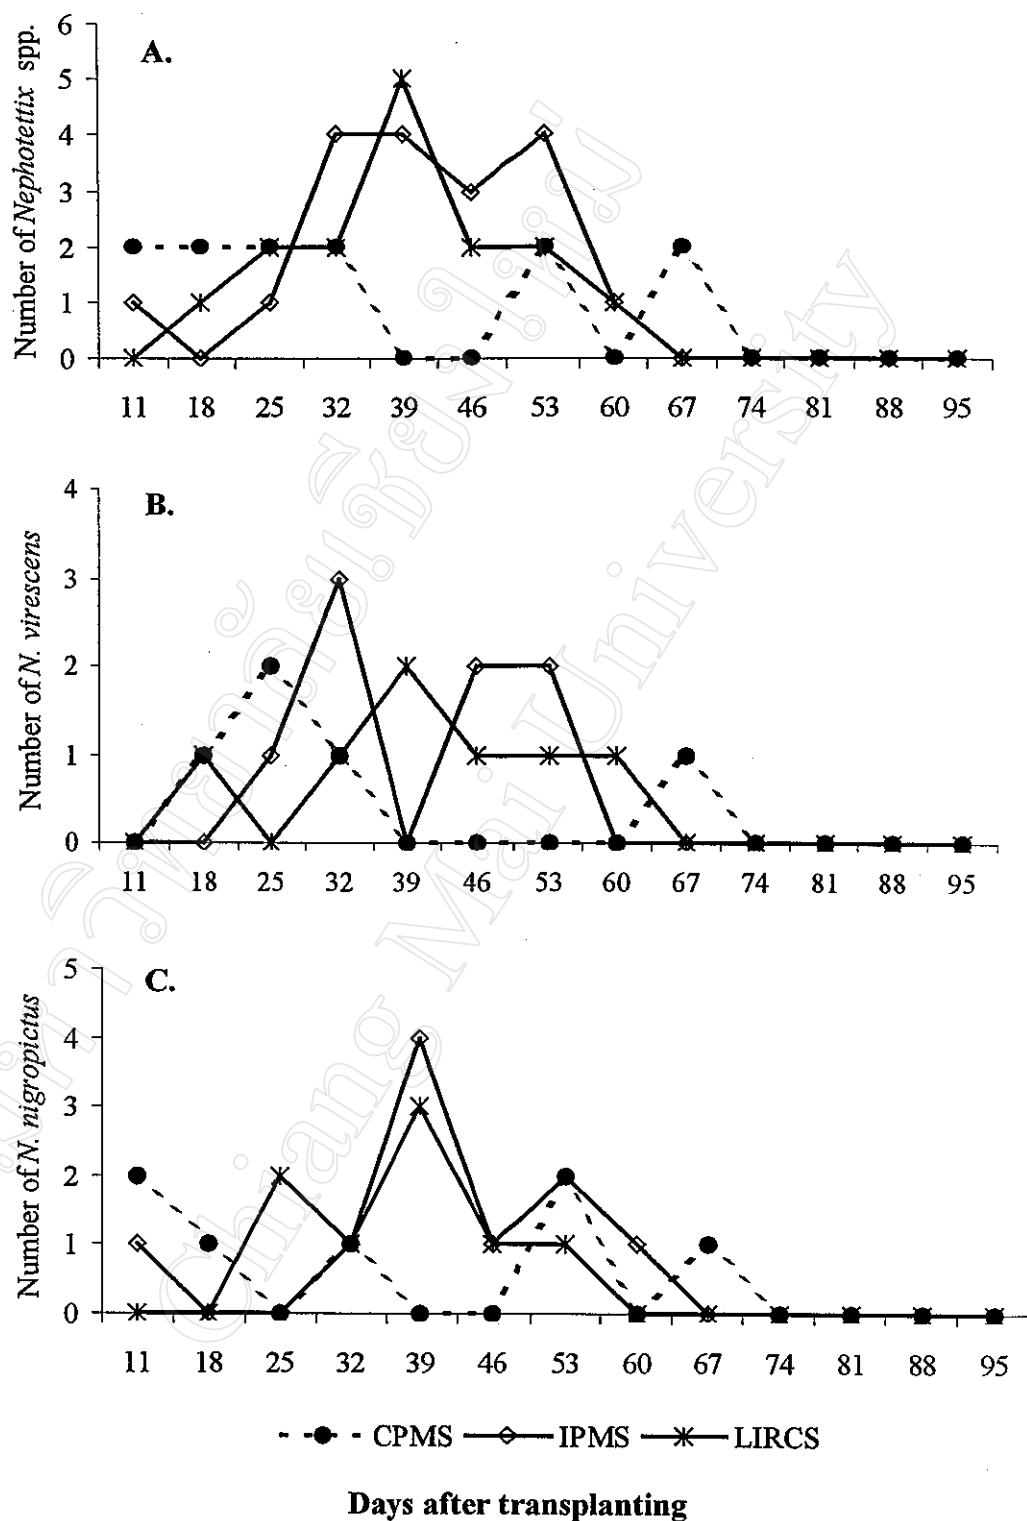 A.
Number of Nephotettix spp.
6
5
4
3
2
1
0
11 18 25 32 39 46 53 60 67 74 81 88 95
B.
Number of N. virescens
4
3
2
1
0
11 18 25 32 39 46 53 60 67 74 81 88 95
C.
Number of N. nigropictus
5
4
3
2
1
0
11 18 25 32 39 46 53 60 67 74 81 88 95
CPMS IPMS LIRCS
Days after transplanting
Chiang Mai University